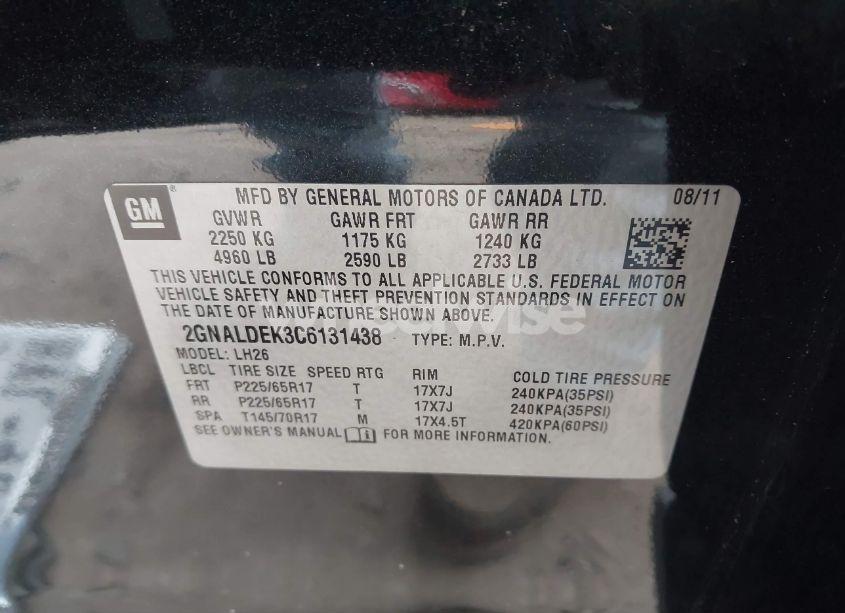 GM ® MFD BY GENERAL MOTORS OF CANADA LTD. 08/11
GVWR GAWR FRT GAWR RR
2250 KG 1175 KG 1240 KG
4960 LB 2590 LB 2733 LB
THIS VEHICLE CONFORMS TO ALL APPLICABLE U.S. FEDERAL MOTOR
VEHICLE SAFETY AND THEFT PREVENTION STANDARDS IN EFFECT ON
THE DATE OF MANUFACTURE SHOWN ABOVE.
2GNALDEK3C6131438 TYPE: M.P.V.
MODEL: LH26
LBCL TIRE SIZE SPEED RTG RIM COLD TIRE PRESSURE
FRT P225/65R17 T 17X7J 240KPA(35PSI)
RR P225/65R17 T 17X7J 240KPA(35PSI)
SPA T145/70R17 M 17X4.5T 420KPA(60PSI)
SEE OWNER'S MANUAL i FOR MORE INFORMATION.